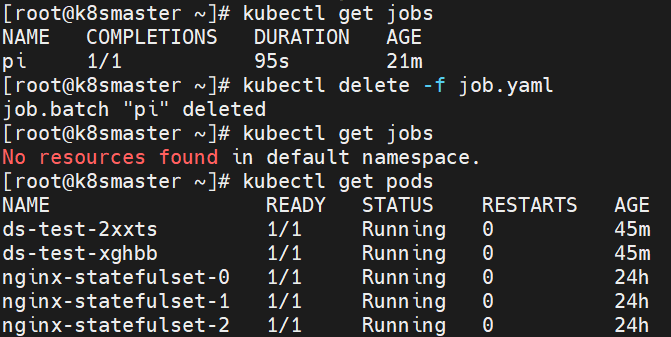 [root@k8smaster ~]# kubectl get jobs
NAME   COMPLETIONS   DURATION   AGE
pi     1/1           95s        21m
[root@k8smaster ~]# kubectl delete -f job.yaml
job.batch "pi" deleted
[root@k8smaster ~]# kubectl get jobs
No resources found in default namespace.
[root@k8smaster ~]# kubectl get pods
NAME                  READY   STATUS    RESTARTS   AGE
ds-test-2xxts         1/1     Running   0          45m
ds-test-xghbb         1/1     Running   0          45m
nginx-statefulset-0   1/1     Running   0          24h
nginx-statefulset-1   1/1     Running   0          24h
nginx-statefulset-2   1/1     Running   0          24h